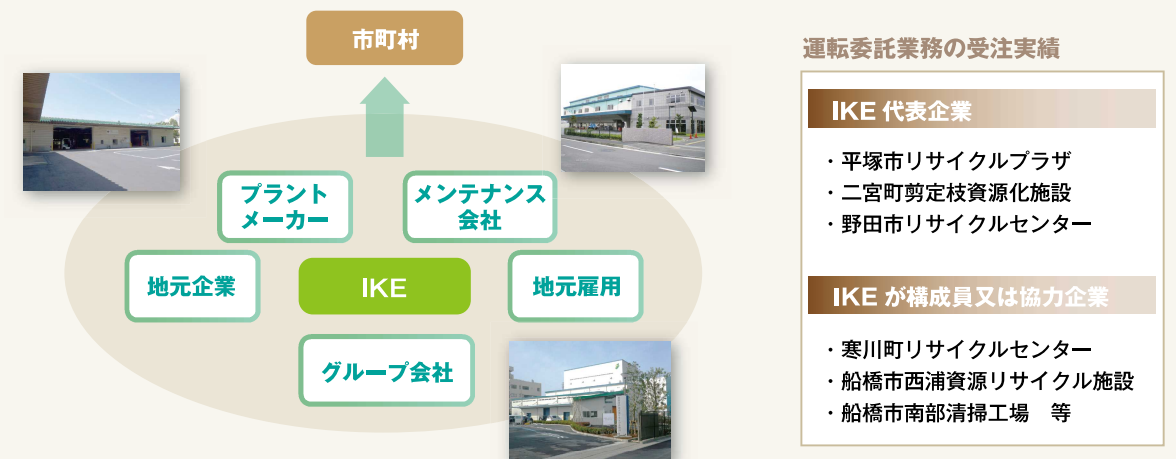 市町村
プラント
メーカー
メンテナンス
会社
地元企業
IKE
地元雇用
グループ会社
運転委託業務の受注実績
IKE 代表企業
・平塚市リサイクルプラザ
・二宮町剪定枝資源化施設
・野田市リサイクルセンター
IKE が構成員又は協力企業
・寒川町リサイクルセンター
・船橋市西浦資源リサイクル施設
・船橋市南部清掃工場　等